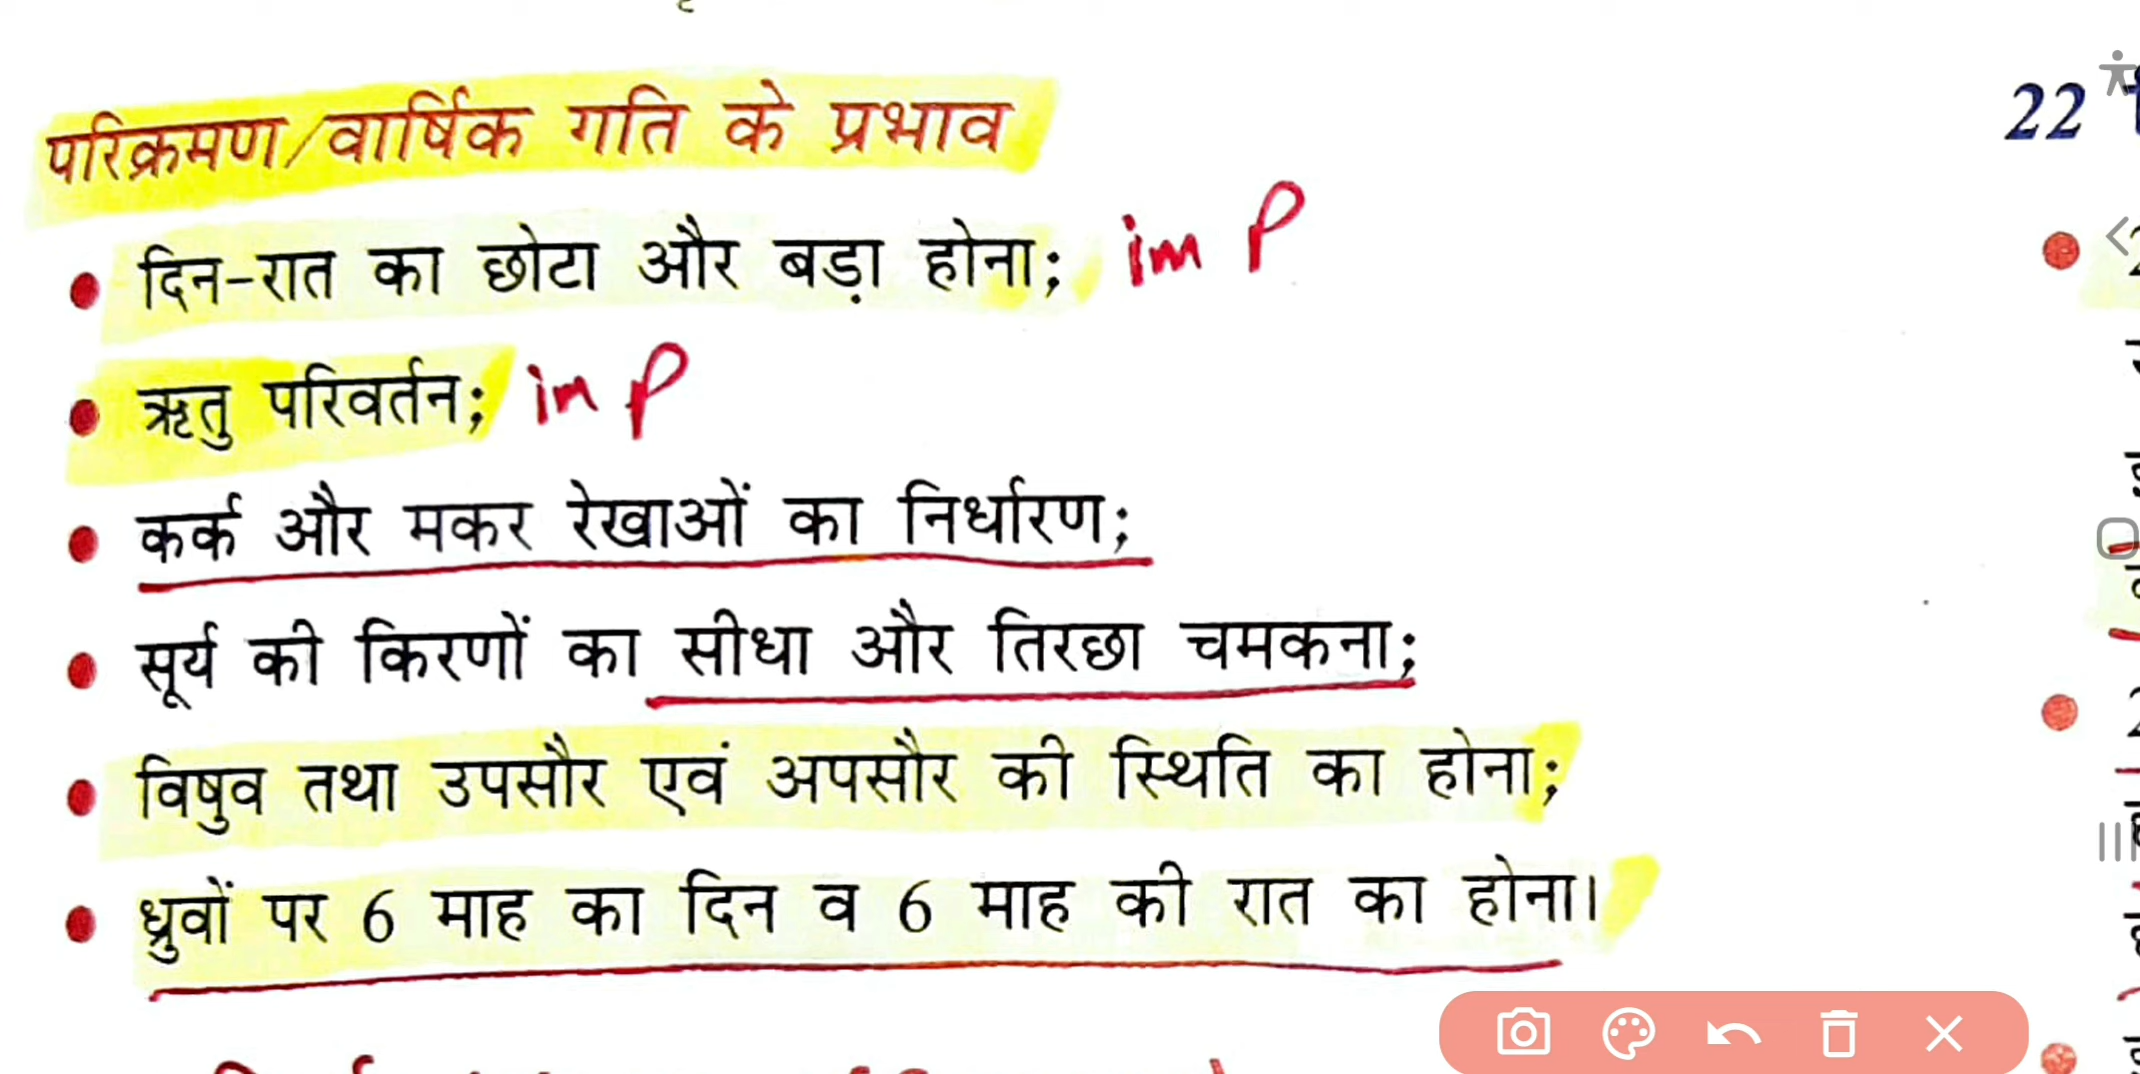 परिक्रमण/वार्षिक गति के प्रभाव
• दिन-रात का छोटा और बड़ा होना; imp
• ऋतु परिवर्तन; imp
• कर्क और मकर रेखाओं का निर्धारण;
• सूर्य की किरणों का सीधा और तिरछा चमकना;
• विषुव तथा उपसौर एवं अपसौर की स्थिति का होना;
• ध्रुवों पर 6 माह का दिन व 6 माह की रात का होना।
22